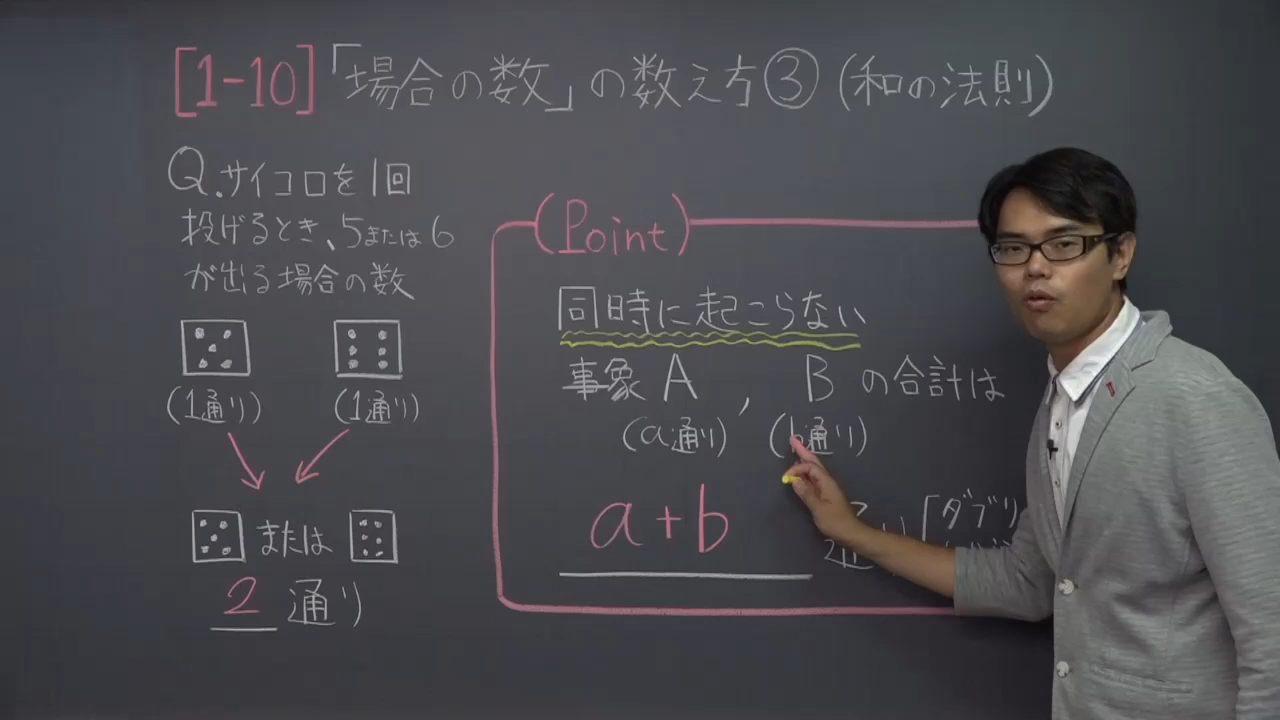 [1-10]「場合の数」の数え方③(和の法則)
Q.サイコロを1回
投げるとき、5または6
が出る場合の数
(1通り) (1通り)
または
2 通り
(Point)
同時に起こらない
事象A, Bの合計は
(a通り) (b通り)
a+b
「ダブリ